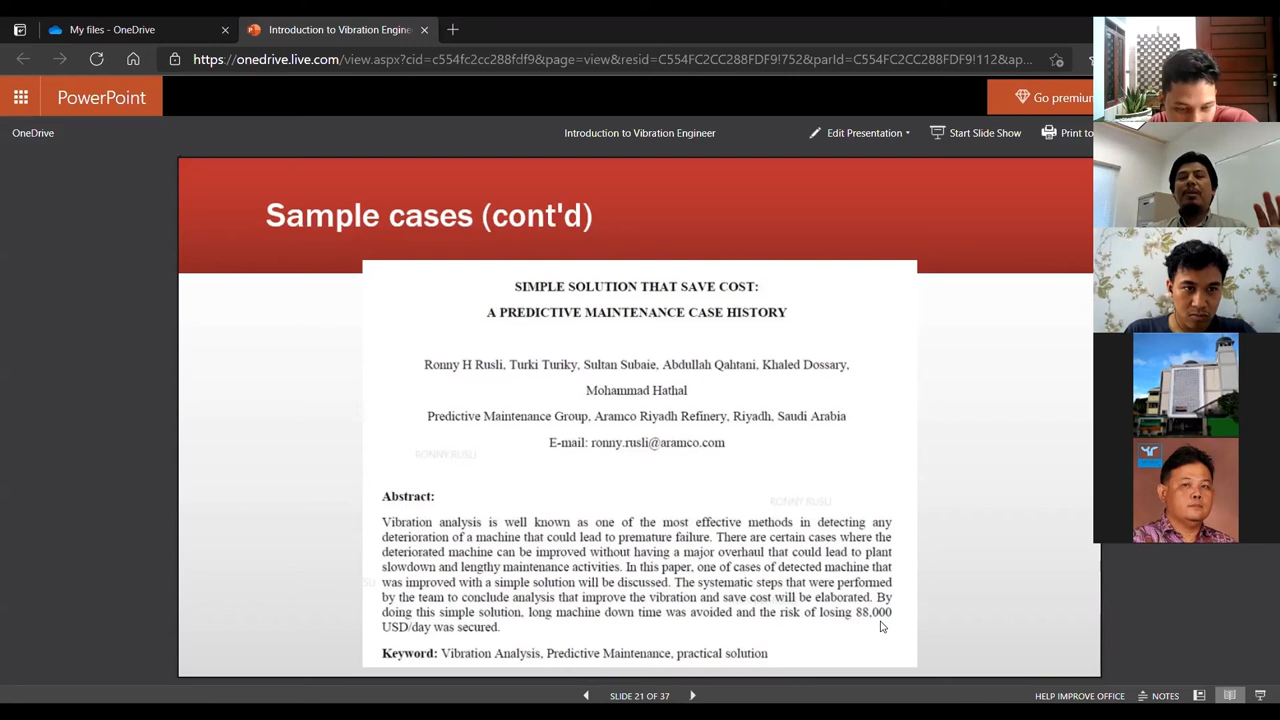 My files - OneDrive
Introduction to Vibration Engine
https://onedrive.live.com/view.aspx?cid=c554fc2cc288fdf9&page=view&resid=C554FC2CC288FDF9!752&parId=C554FC2CC288FDF9!112&ap...
PowerPoint
Go premium
OneDrive
Introduction to Vibration Engineer
Edit Presentation
Start Slide Show
Print to
Sample cases (cont'd)
SIMPLE SOLUTION THAT SAVE COST:
A PREDICTIVE MAINTENANCE CASE HISTORY
Ronny H Rusli, Turki Turiky, Sultan Subaie, Abdullah Qahtani, Khaled Dossary,
Mohammad Hathal
Predictive Maintenance Group, Aramco Riyadh Refinery, Riyadh, Saudi Arabia
E-mail: ronny.rusli@aramco.com
RONNY RUSLI
Abstract:
RONNY RUSLI
Vibration analysis is well known as one of the most effective methods in detecting any
deterioration of a machine that could lead to premature failure. There are certain cases where the
deteriorated machine can be improved without having a major overhaul that could lead to plant
slowdown and lengthy maintenance activities. In this paper, one of cases of detected machine that
was improved with a simple solution will be discussed. The systematic steps that were performed
by the team to conclude analysis that improve the vibration and save cost will be elaborated. By
doing this simple solution, long machine down time was avoided and the risk of losing 88,000
USD/day was secured.
Keyword: Vibration Analysis, Predictive Maintenance, practical solution
SLIDE 21 OF 37
HELP IMPROVE OFFICE
NOTES